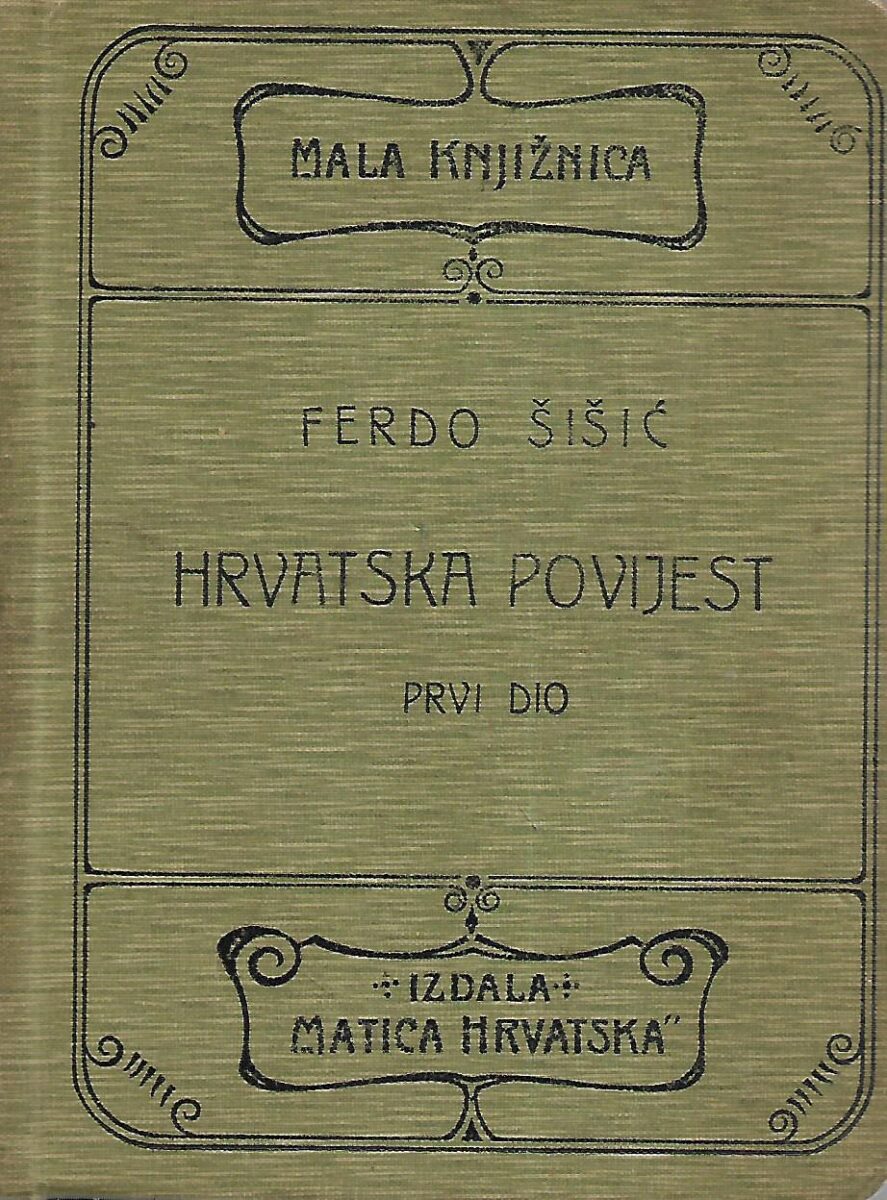 MALA KNJIŽNICA
FERDO ŠIŠIĆ
HRVATSKA POVIJEST
PRVI DIO
IZDALA
MATICA HRVATSKA"